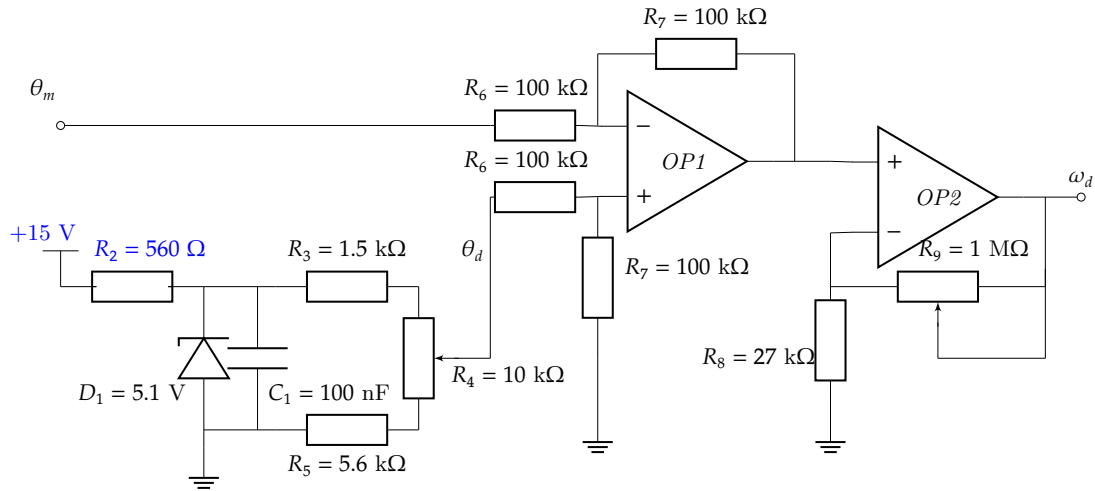 R₇ = 100 kΩ
θₘ
R₆ = 100 kΩ
−
OP1
+
R₆ = 100 kΩ
+
OP2
−
ω_d
+15 V
R₂ = 560 Ω
R₃ = 1.5 kΩ
θ_d
R₇ = 100 kΩ
R₉ = 1 MΩ
R₈ = 27 kΩ
D₁ = 5.1 V
C₁ = 100 nF
R₄ = 10 kΩ
R₅ = 5.6 kΩ